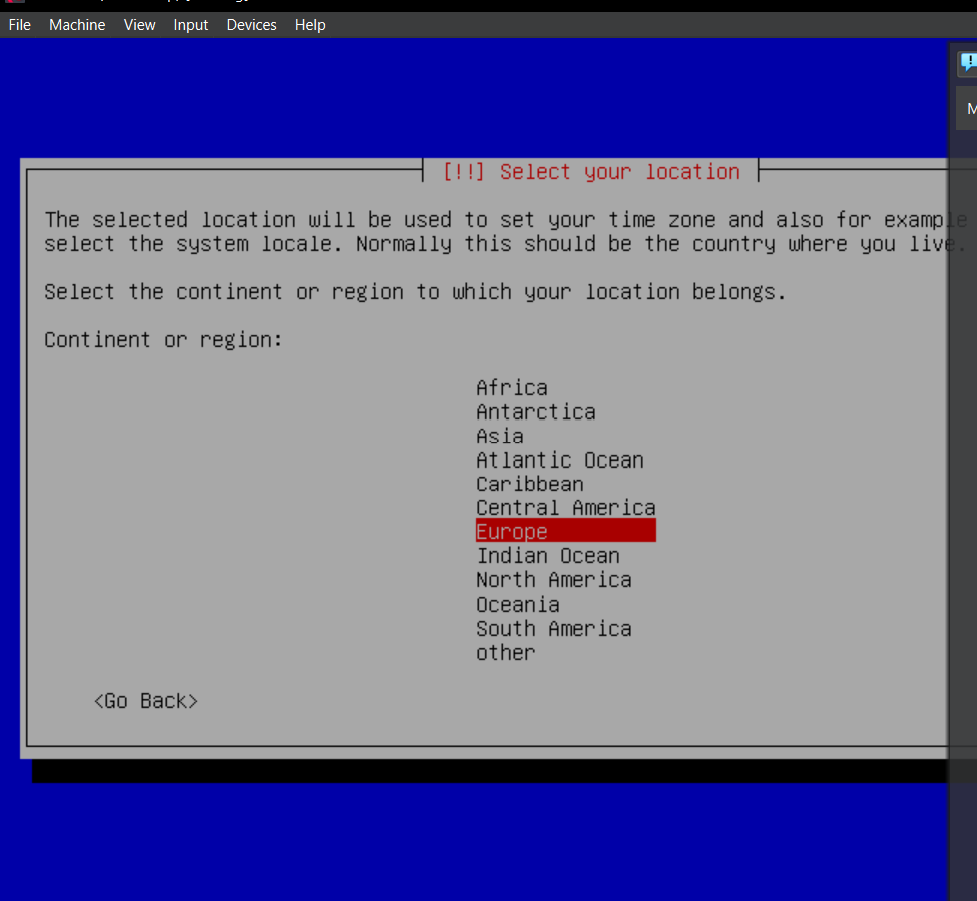 File Machine View Input Devices Help
[!!] Select your location
The selected location will be used to set your time zone and also for example
select the system locale. Normally this should be the country where you live.
Select the continent or region to which your location belongs.
Continent or region:
Africa
Antarctica
Asia
Atlantic Ocean
Caribbean
Central America
Europe
Indian Ocean
North America
Oceania
South America
other
<Go Back>